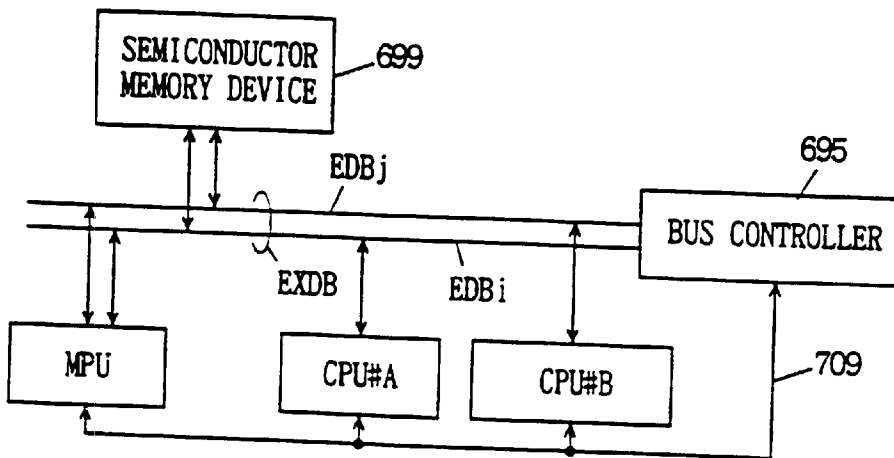 SEMICONDUCTOR
MEMORY DEVICE
699
EDBj
695
BUS CONTROLLER
EXDB
EDBi
MPU
CPU#A
CPU#B
709